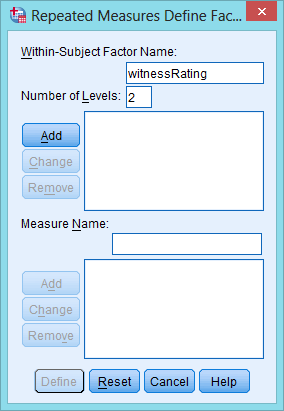 Repeated Measures Define Fac...
Within-Subject Factor Name:
witnessRating
Number of Levels: 2
Add
Change
Remove
Measure Name:
Add
Change
Remove
Define Reset Cancel Help